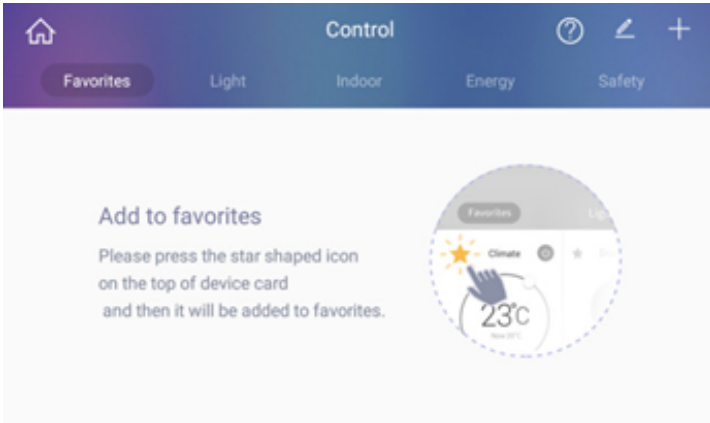 Control
Favorites Light Indoor Energy Safety
Add to favorites
Please press the star shaped icon
on the top of device card
and then it will be added to favorites.
Favorites
Climate
23°C